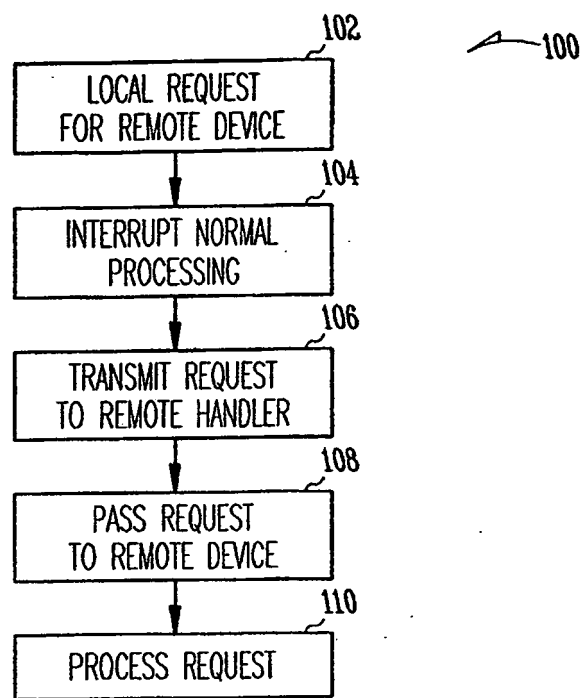 102
100
LOCAL REQUEST
FOR REMOTE DEVICE
104
INTERRUPT NORMAL
PROCESSING
106
TRANSMIT REQUEST
TO REMOTE HANDLER
108
PASS REQUEST
TO REMOTE DEVICE
110
PROCESS REQUEST